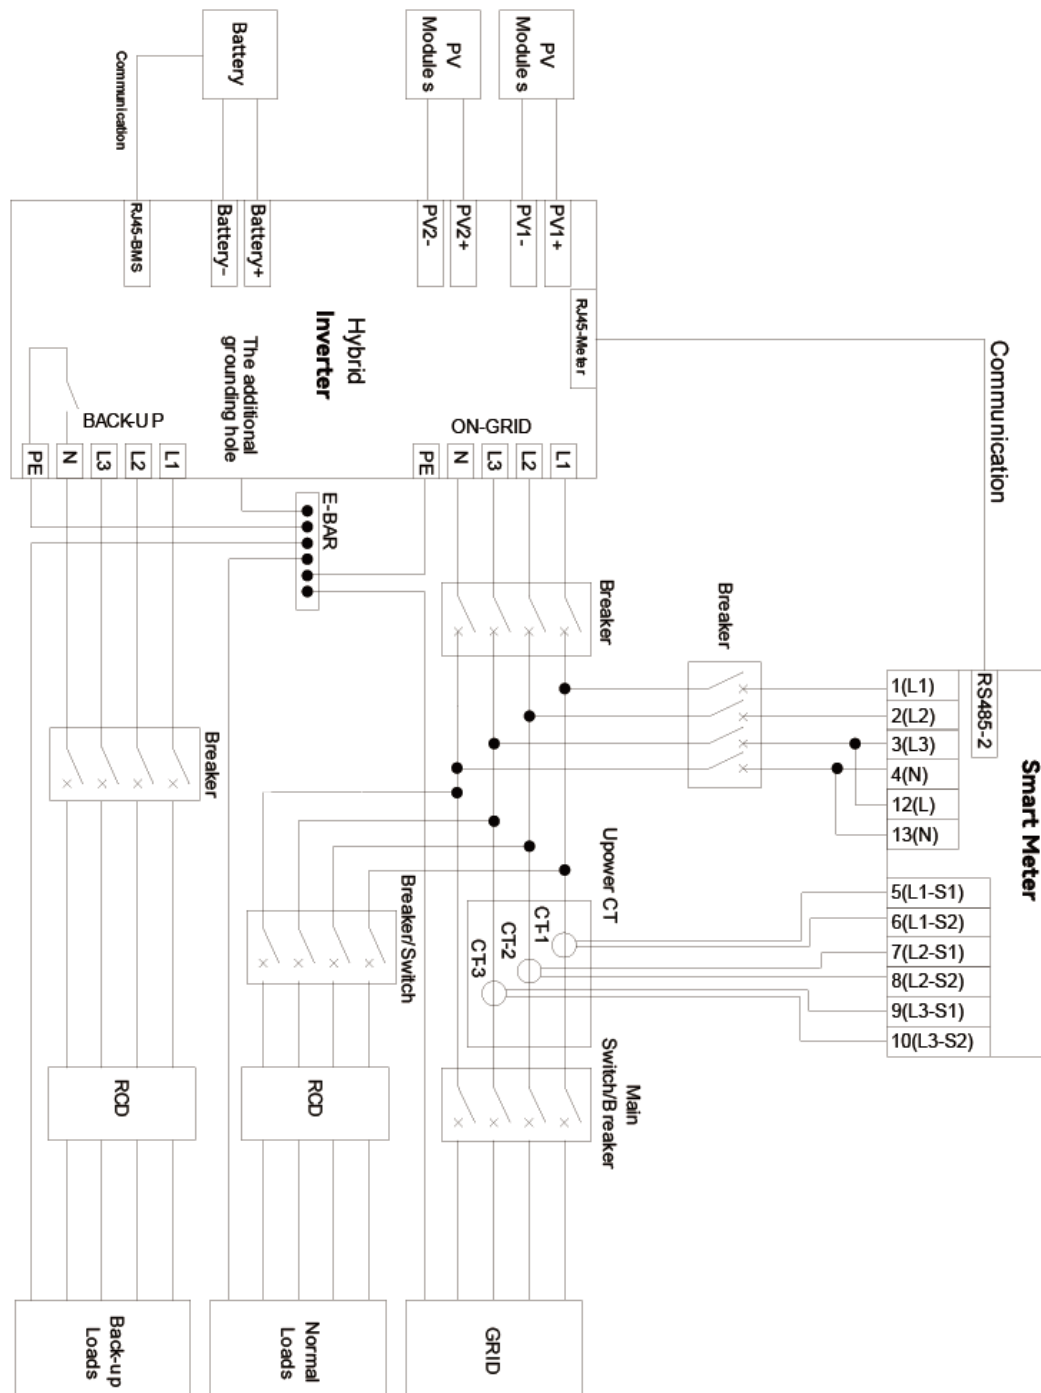 Battery
PV
Modules
PV
Modules
Communication
RJ45-BMS
Battery-
Battery+
PV2-
PV2+
PV1-
PV1+
RJ45-Meter
Hybrid
Inverter
The additional
grounding hole
BACK-UP
ON-GRID
PE
N
L3
L2
L1
PE
N
L3
L2
L1
Communication
E-BAR
Breaker
Breaker
RS485-2
Smart Meter
1(L1)
2(L2)
3(L3)
4(N)
12(L)
13(N)
5(L1-S1)
6(L1-S2)
7(L2-S1)
8(L2-S2)
9(L3-S1)
10(L3-S2)
Breaker
Breaker/Switch
Upower CT
CT-1
CT-2
CT-3
Main
Switch/Breaker
RCD
RCD
Back-up
Loads
Normal
Loads
GRID